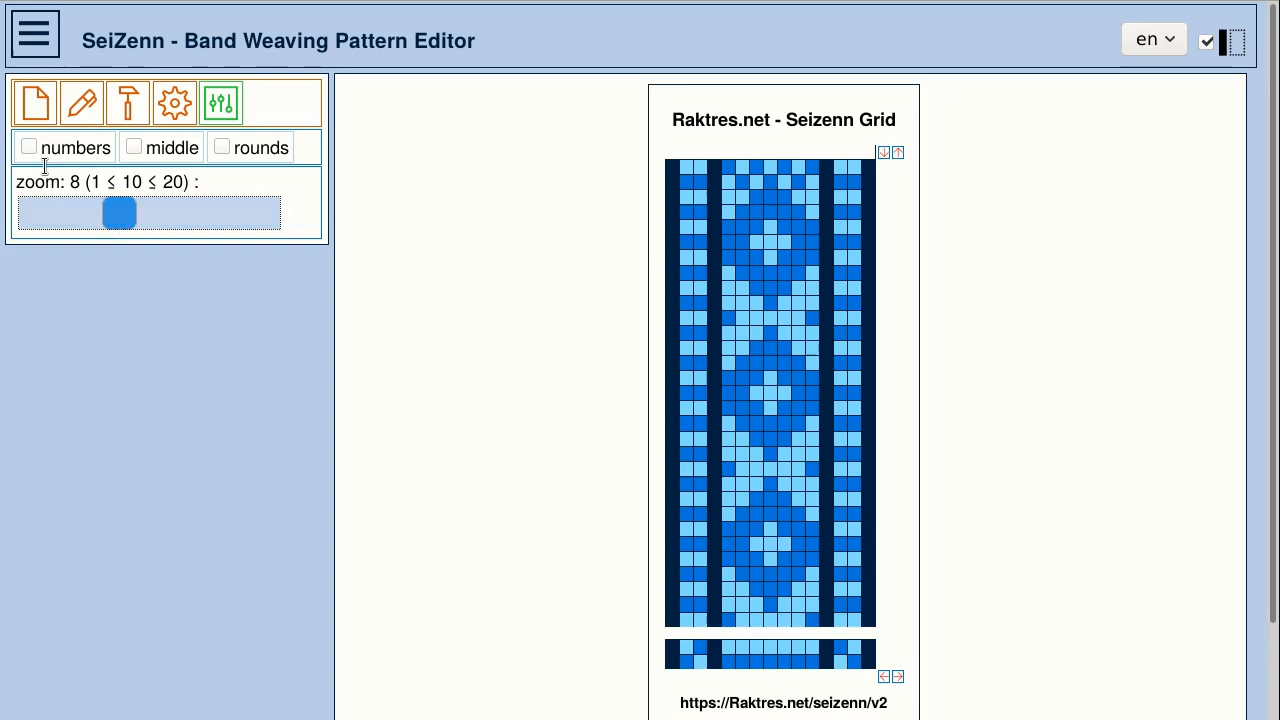 SeiZenn - Band Weaving Pattern Editor
en
numbers
middle
rounds
zoom: 8 (1 ≤ 10 ≤ 20) :
Raktres.net - Seizenn Grid
https://Raktres.net/seizenn/v2